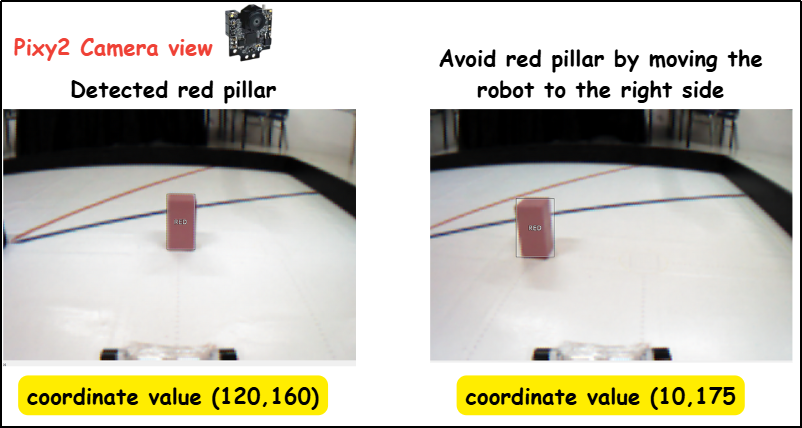 Pixy2 Camera view
Detected red pillar
RED
coordinate value (120,160)
Avoid red pillar by moving the
robot to the right side
RED
coordinate value (10,175